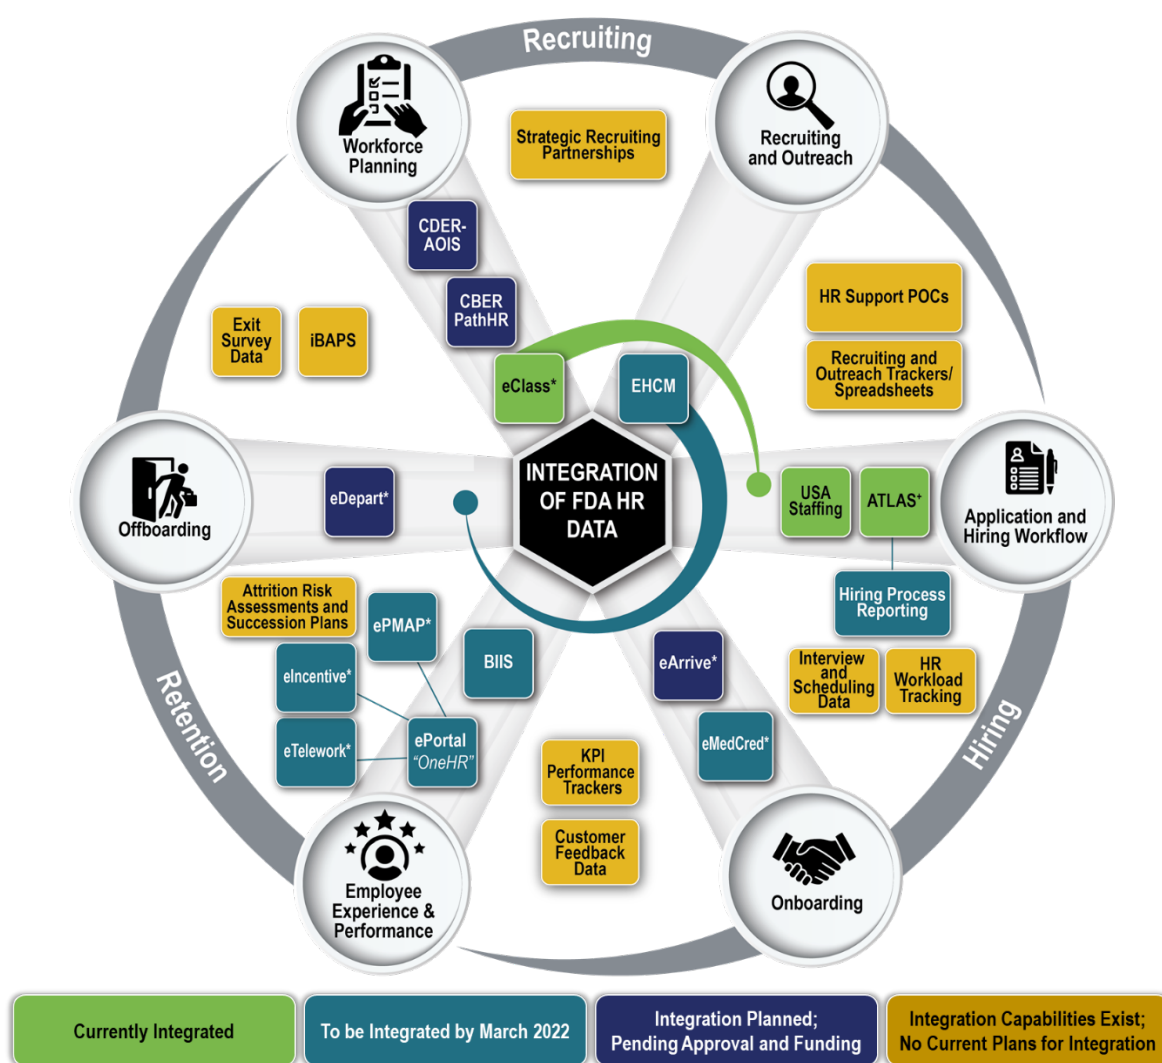 Recruiting
Workforce
Planning
Recruiting
and Outreach
Strategic Recruiting
Partnerships
CDER-
AOIS
CBER
PathHR
HR Support POCs
Exit
Survey
Data
iBAPS
Recruiting and
Outreach Trackers/
Spreadsheets
eClass*
EHCM
INTEGRATION
OF FDA HR
DATA
Offboarding
eDepart*
USA
Staffing
ATLAS+
Application and
Hiring Workflow
Hiring Process
Reporting
Attrition Risk
Assessments and
Succession Plans
ePMAP*
BIIS
eArrive*
Interview
and
Scheduling
Data
HR
Workload
Tracking
eIncentive*
eTelework*
ePortal
"OneHR"
eMedCred*
Retention
Hiring
KPI
Performance
Trackers
Customer
Feedback
Data
Employee
Experience &
Performance
Onboarding
Currently Integrated
To be Integrated by March 2022
Integration Planned;
Pending Approval and Funding
Integration Capabilities Exist;
No Current Plans for Integration